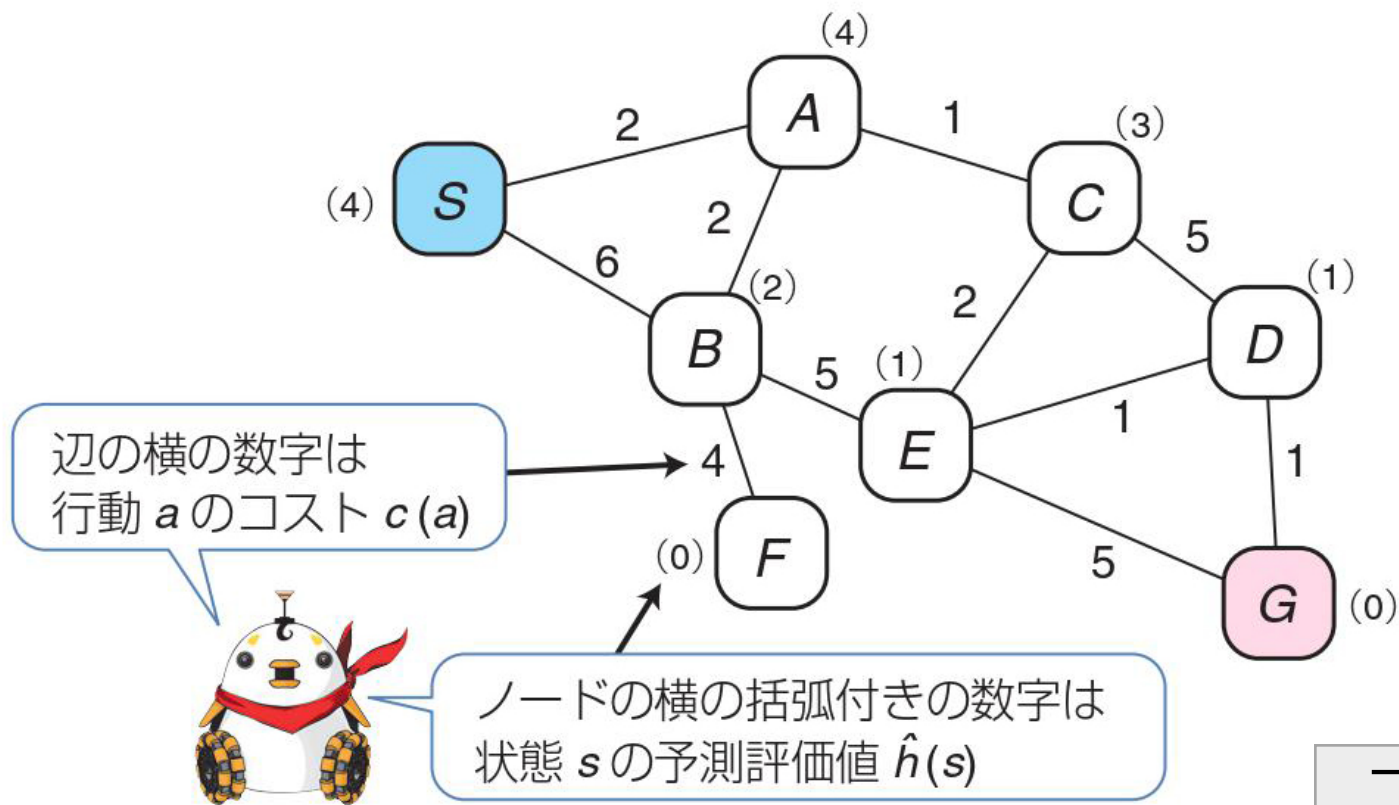 (4)
A
2
1
(3)
(4)
S
C
2
5
6
(2)
(1)
B
2
D
(1)
5
E
1
辺の横の数字は
行動 a のコスト c (a)
4
1
(0)
F
5
G
(0)
ノードの横の括弧付きの数字は
状態 s の予測評価値 ĥ (s)